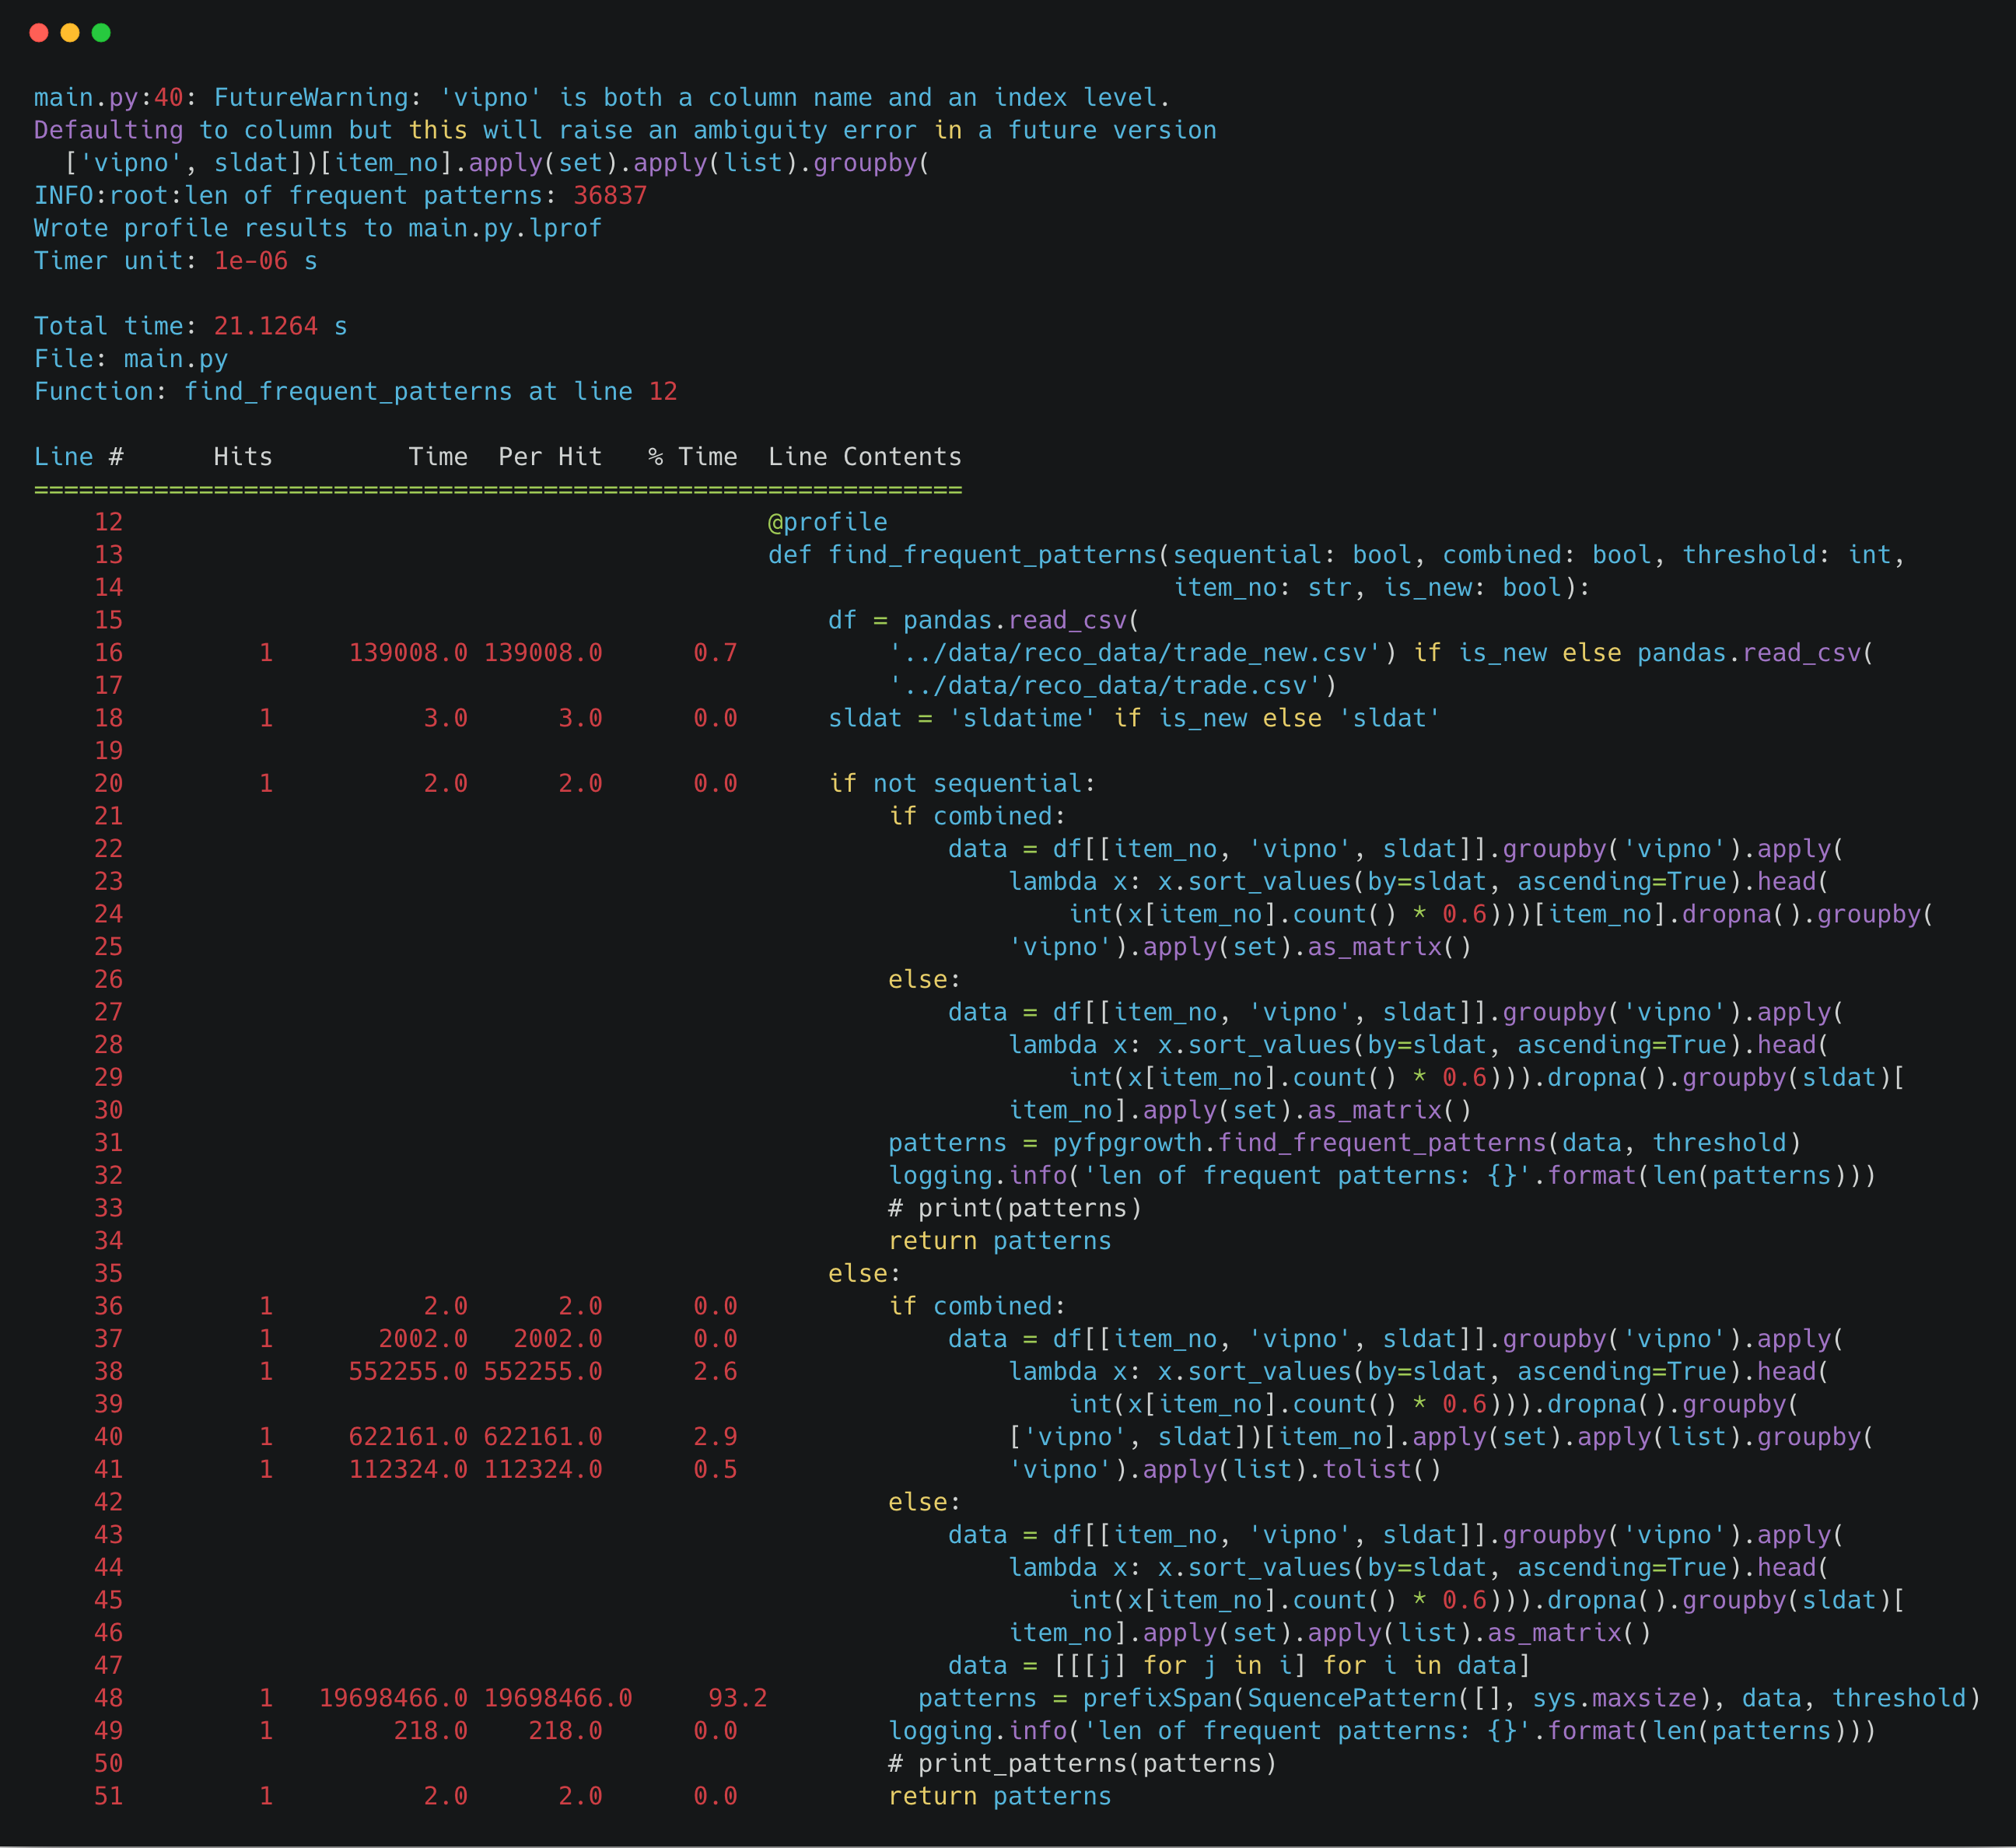 main.py:40: FutureWarning: 'vipno' is both a column name and an index level.
Defaulting to column but this will raise an ambiguity error in a future version
  ['vipno', sldat])[item_no].apply(set).apply(list).groupby(
INFO:root:len of frequent patterns: 36837
Wrote profile results to main.py.lprof
Timer unit: 1e-06 s

Total time: 21.1264 s
File: main.py
Function: find_frequent_patterns at line 12

Line #      Hits         Time  Per Hit   % Time  Line Contents
==============================================================
    12                                           @profile
    13                                           def find_frequent_patterns(sequential: bool, combined: bool, threshold: int,
    14                                                                      item_no: str, is_new: bool):
    15                                               df = pandas.read_csv(
    16         1     139008.0 139008.0      0.7          '../data/reco_data/trade_new.csv') if is_new else pandas.read_csv(
    17                                                   '../data/reco_data/trade.csv')
    18         1          3.0      3.0      0.0      sldat = 'sldatime' if is_new else 'sldat'
    19
    20         1          2.0      2.0      0.0      if not sequential:
    21                                                   if combined:
    22                                                       data = df[[item_no, 'vipno', sldat]].groupby('vipno').apply(
    23                                                           lambda x: x.sort_values(by=sldat, ascending=True).head(
    24                                                               int(x[item_no].count() * 0.6)))[item_no].dropna().groupby(
    25                                                           'vipno').apply(set).as_matrix()
    26                                                   else:
    27                                                       data = df[[item_no, 'vipno', sldat]].groupby('vipno').apply(
    28                                                           lambda x: x.sort_values(by=sldat, ascending=True).head(
    29                                                               int(x[item_no].count() * 0.6))).dropna().groupby(sldat)[
    30                                                           item_no].apply(set).as_matrix()
    31                                                   patterns = pyfpgrowth.find_frequent_patterns(data, threshold)
    32                                                   logging.info('len of frequent patterns: {}'.format(len(patterns)))
    33                                                   # print(patterns)
    34                                                   return patterns
    35                                               else:
    36         1          2.0      2.0      0.0          if combined:
    37         1       2002.0   2002.0      0.0              data = df[[item_no, 'vipno', sldat]].groupby('vipno').apply(
    38         1     552255.0 552255.0      2.6                  lambda x: x.sort_values(by=sldat, ascending=True).head(
    39                                                               int(x[item_no].count() * 0.6))).dropna().groupby(
    40         1     622161.0 622161.0      2.9                  ['vipno', sldat])[item_no].apply(set).apply(list).groupby(
    41         1     112324.0 112324.0      0.5                  'vipno').apply(list).tolist()
    42                                                   else:
    43                                                       data = df[[item_no, 'vipno', sldat]].groupby('vipno').apply(
    44                                                           lambda x: x.sort_values(by=sldat, ascending=True).head(
    45                                                               int(x[item_no].count() * 0.6))).dropna().groupby(sldat)[
    46                                                           item_no].apply(set).apply(list).as_matrix()
    47                                                       data = [[[j] for j in i] for i in data]
    48         1   19698466.0 19698466.0     93.2          patterns = prefixSpan(SquencePattern([], sys.maxsize), data, threshold)
    49         1        218.0    218.0      0.0          logging.info('len of frequent patterns: {}'.format(len(patterns)))
    50                                                   # print_patterns(patterns)
    51         1          2.0      2.0      0.0          return patterns